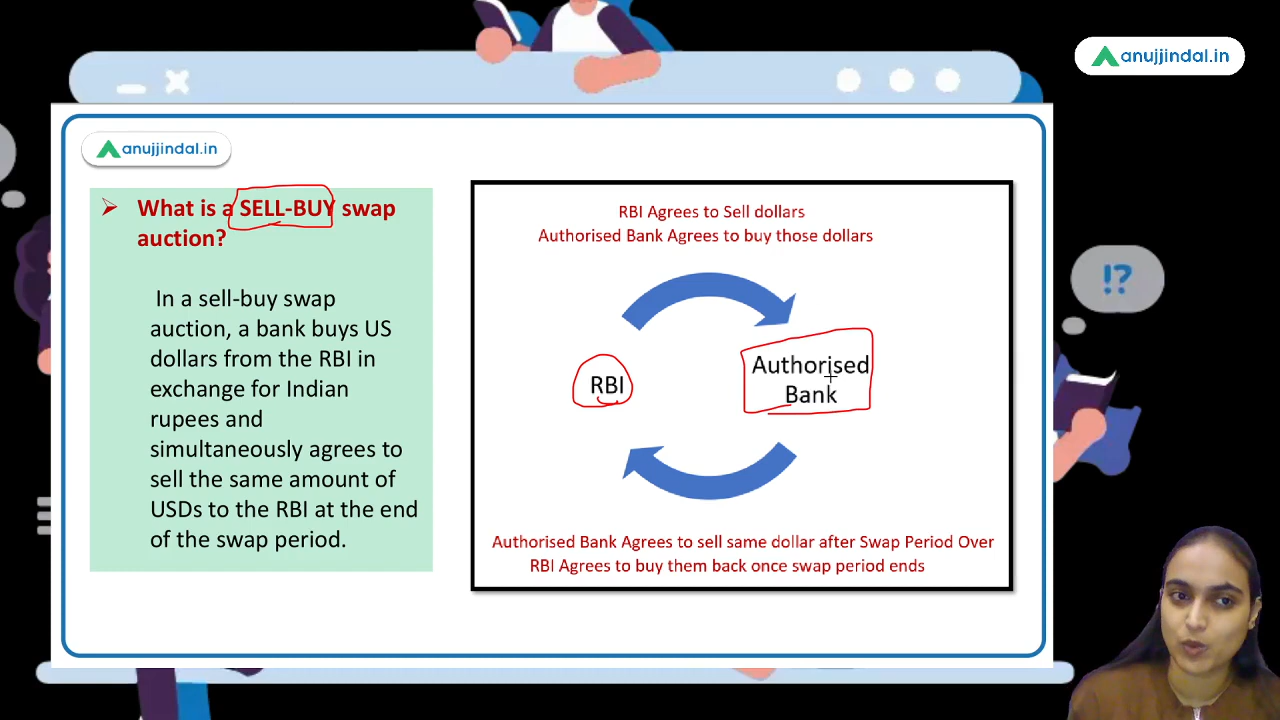 anujjindal.in
anujjindal.in
What is a SELL-BUY swap
auction?
In a sell-buy swap
auction, a bank buys US
dollars from the RBI in
exchange for Indian
rupees and
simultaneously agrees to
sell the same amount of
USDs to the RBI at the end
of the swap period.
RBI Agrees to Sell dollars
Authorised Bank Agrees to buy those dollars
RBI
Authorised
Bank
Authorised Bank Agrees to sell same dollar after Swap Period Over
RBI Agrees to buy them back once swap period ends
!?